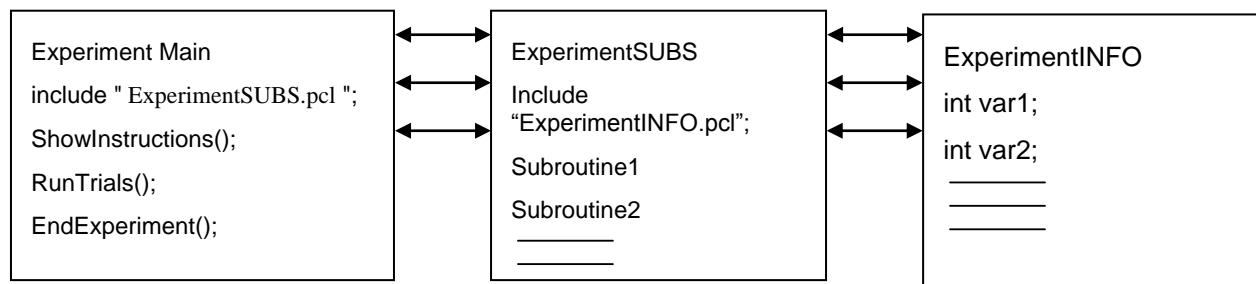 Experiment Main
include " ExperimentSUBS.pcl ";
ShowInstructions();
RunTrials();
EndExperiment();
ExperimentSUBS
Include
“ExperimentINFO.pcl”;
Subroutine1
Subroutine2
ExperimentINFO
int var1;
int var2;